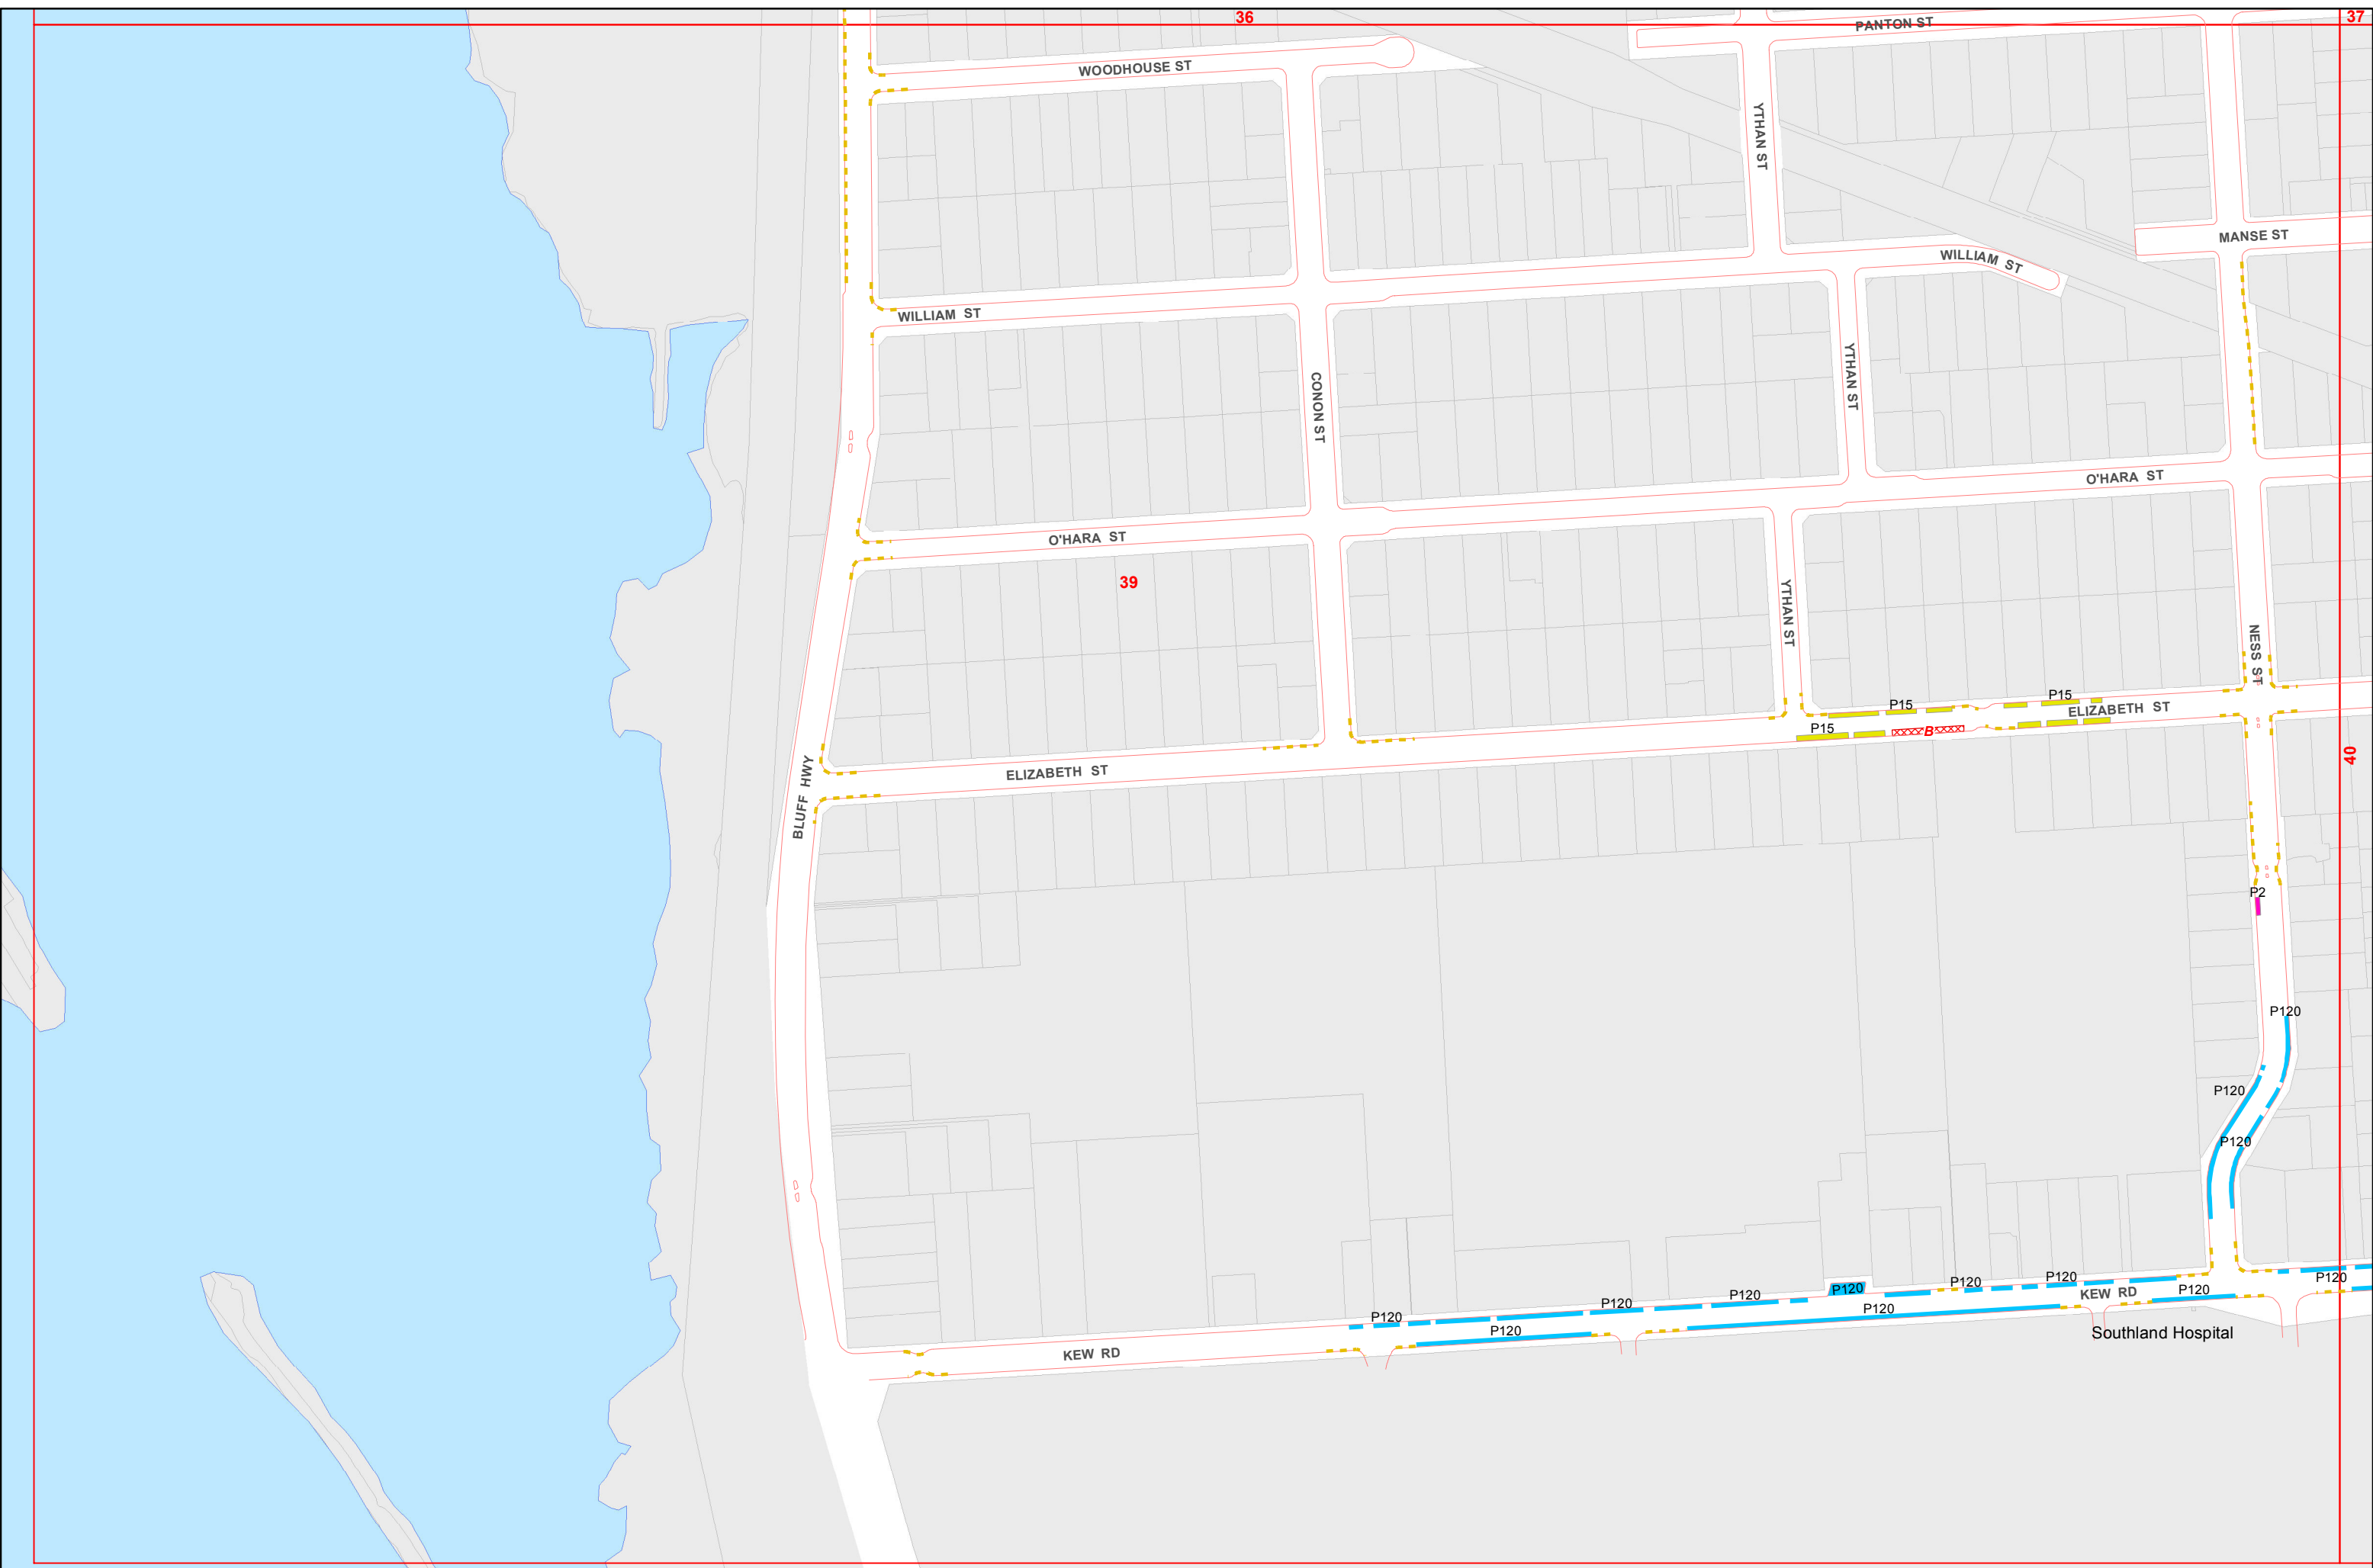 36
37
PANTON ST
WOODHOUSE ST
YTHAN ST
MANSE ST
WILLIAM ST
WILLIAM ST
YTHAN ST
CONON ST
O'HARA ST
O'HARA ST
39
YTHAN ST
NESS ST
P15
P15
P15
B
ELIZABETH ST
40
ELIZABETH ST
BLUFF HWY
P2
P120
P120
P120
P120
P120
P120
P120
P120
P120
P120
P120
P120
P120
P120
KEW RD
Southland Hospital
KEW RD